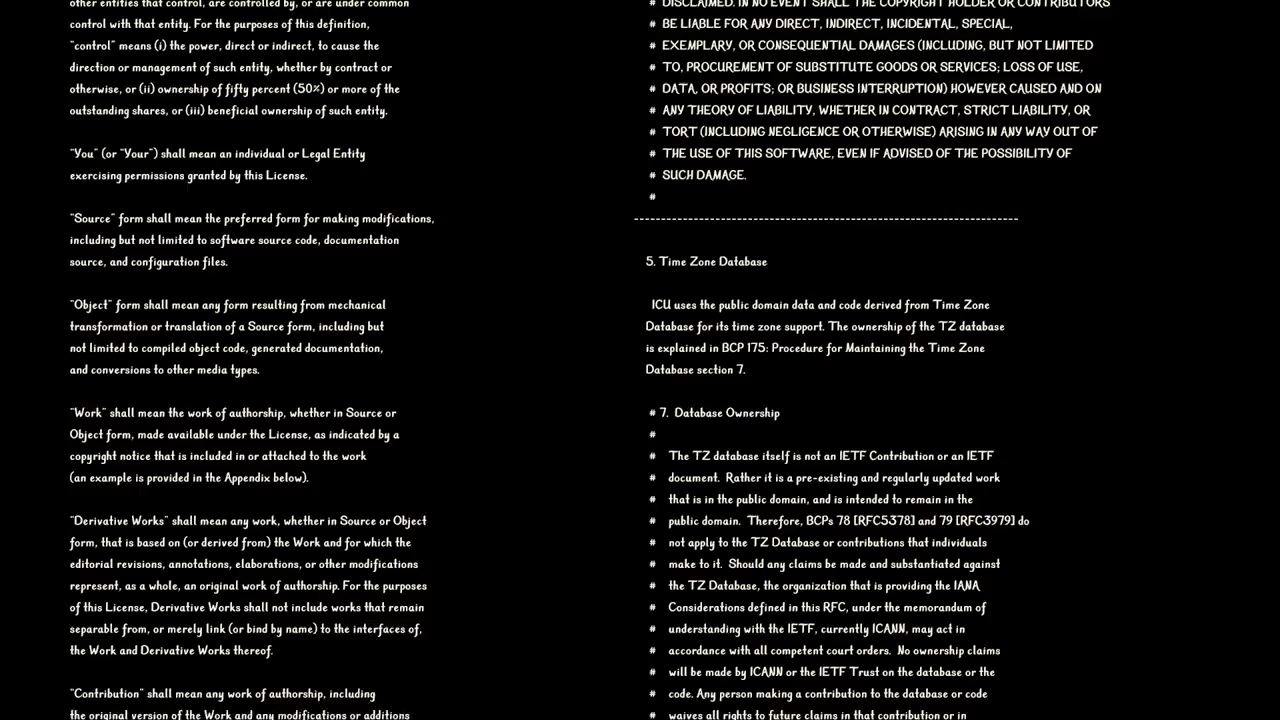 other entities that control, are controlled by, or are under common
control with that entity. For the purposes of this definition,
"control" means (i) the power, direct or indirect, to cause the
direction or management of such entity, whether by contract or
otherwise, or (ii) ownership of fifty percent (50%) or more of the
outstanding shares, or (iii) beneficial ownership of such entity.
"You" (or "Your") shall mean an individual or Legal Entity
exercising permissions granted by this License.
"Source" form shall mean the preferred form for making modifications,
including but not limited to software source code, documentation
source, and configuration files.
"Object" form shall mean any form resulting from mechanical
transformation or translation of a Source form, including but
not limited to compiled object code, generated documentation,
and conversions to other media types.
"Work" shall mean the work of authorship, whether in Source or
Object form, made available under the License, as indicated by a
copyright notice that is included in or attached to the work
(an example is provided in the Appendix below).
"Derivative Works" shall mean any work, whether in Source or Object
form, that is based on (or derived from) the Work and for which the
editorial revisions, annotations, elaborations, or other modifications
represent, as a whole, an original work of authorship. For the purposes
of this License, Derivative Works shall not include works that remain
separable from, or merely link (or bind by name) to the interfaces of,
the Work and Derivative Works thereof.
"Contribution" shall mean any work of authorship, including
the original version of the Work and any modifications or additions
# DISCLAIMED. IN NO EVENT SHALL THE COPYRIGHT HOLDER OR CONTRIBUTORS
# BE LIABLE FOR ANY DIRECT, INDIRECT, INCIDENTAL, SPECIAL,
# EXEMPLARY, OR CONSEQUENTIAL DAMAGES (INCLUDING, BUT NOT LIMITED
# TO, PROCUREMENT OF SUBSTITUTE GOODS OR SERVICES; LOSS OF USE,
# DATA, OR PROFITS; OR BUSINESS INTERRUPTION) HOWEVER CAUSED AND ON
# ANY THEORY OF LIABILITY, WHETHER IN CONTRACT, STRICT LIABILITY, OR
# TORT (INCLUDING NEGLIGENCE OR OTHERWISE) ARISING IN ANY WAY OUT OF
# THE USE OF THIS SOFTWARE, EVEN IF ADVISED OF THE POSSIBILITY OF
# SUCH DAMAGE.
#
-----------------------------------------------------------------------
5. Time Zone Database
ICU uses the public domain data and code derived from Time Zone
Database for its time zone support. The ownership of the TZ database
is explained in BCP 175: Procedure for Maintaining the Time Zone
Database section 7.
# 7. Database Ownership
#
# The TZ database itself is not an IETF Contribution or an IETF
# document. Rather it is a pre-existing and regularly updated work
# that is in the public domain, and is intended to remain in the
# public domain. Therefore, BCPs 78 [RFC5378] and 79 [RFC3979] do
# not apply to the TZ Database or contributions that individuals
# make to it. Should any claims be made and substantiated against
# the TZ Database, the organization that is providing the IANA
# Considerations defined in this RFC, under the memorandum of
# understanding with the IETF, currently ICANN, may act in
# accordance with all competent court orders. No ownership claims
# will be made by ICANN or the IETF Trust on the database or the
# code. Any person making a contribution to the database or code
# waives all rights to future claims in that contribution or in